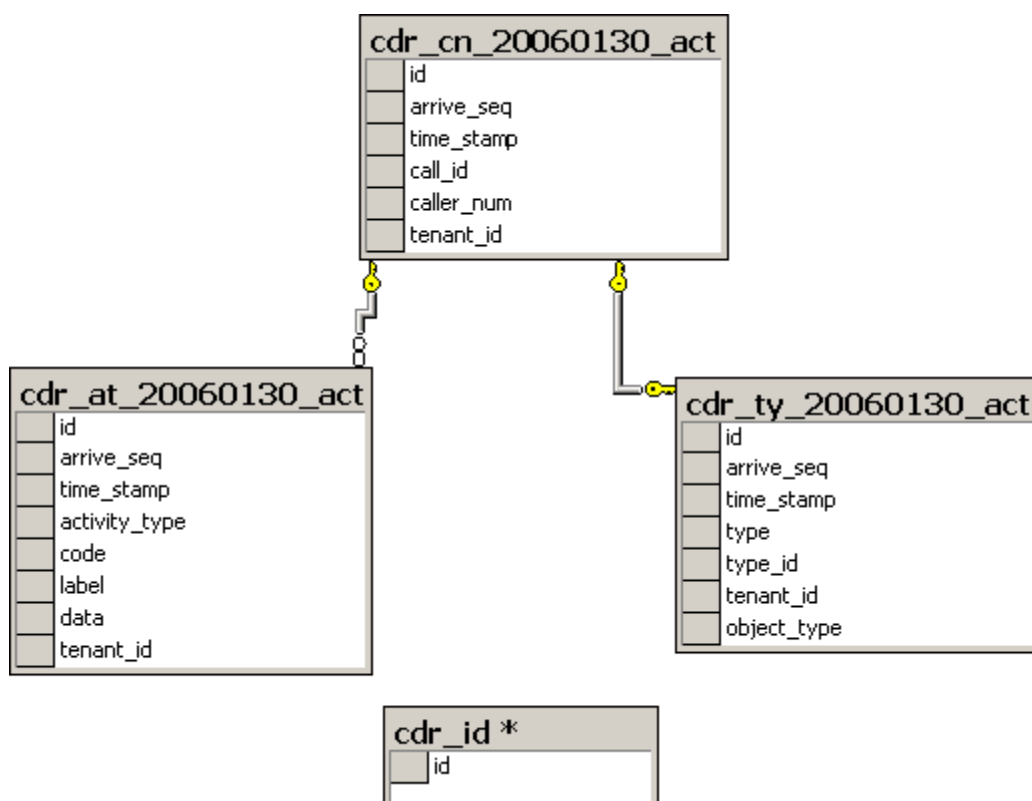 cdr_cn_20060130_act
id
arrive_seq
time_stamp
call_id
caller_num
tenant_id
cdr_at_20060130_act
id
arrive_seq
time_stamp
activity_type
code
label
data
tenant_id
cdr_ty_20060130_act
id
arrive_seq
time_stamp
type
type_id
tenant_id
object_type
cdr_id *
id